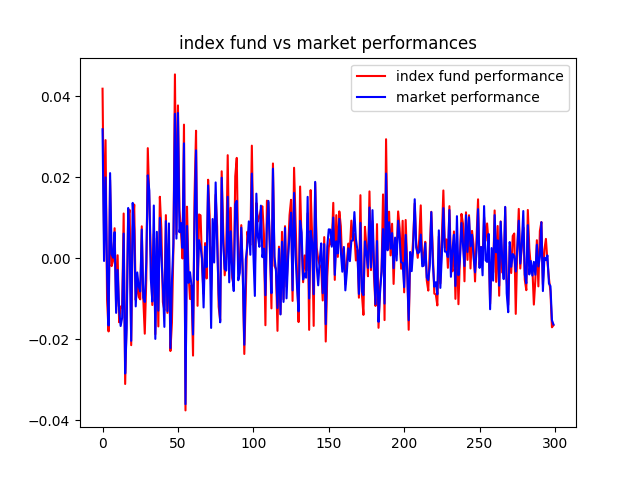 index fund vs market performances
index fund performance
market performance
0.04
0.02
0.00
−0.02
−0.04
0 50 100 150 200 250 300